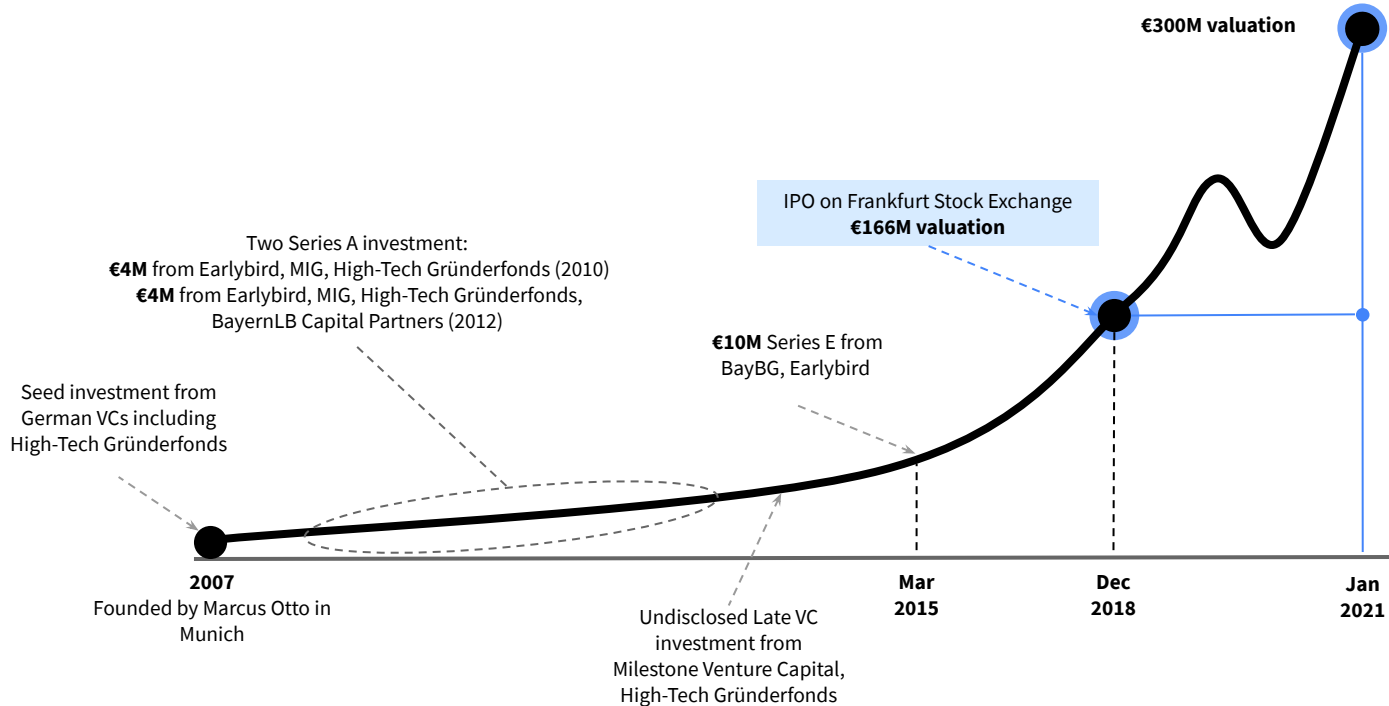 €300M valuation
IPO on Frankfurt Stock Exchange
€166M valuation
Two Series A investment:
€4M from Earlybird, MIG, High-Tech Gründerfonds (2010)
€4M from Earlybird, MIG, High-Tech Gründerfonds,
BayernLB Capital Partners (2012)
€10M Series E from
BayBG, Earlybird
Seed investment from
German VCs including
High-Tech Gründerfonds
2007
Founded by Marcus Otto in
Munich
Undisclosed Late VC
investment from
Milestone Venture Capital,
High-Tech Gründerfonds
Mar
2015
Dec
2018
Jan
2021